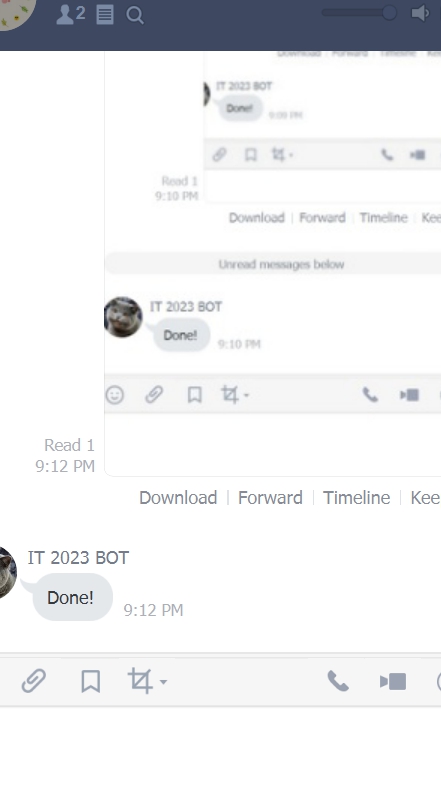 2
Download | Forward | Timeline | Kee
IT 2023 BOT
Done!
9:09 PM
Read 1
9:10 PM
Download | Forward | Timeline | Kee
Unread messages below
IT 2023 BOT
Done!
9:10 PM
Read 1
9:12 PM
Download | Forward | Timeline | Kee
IT 2023 BOT
Done!
9:12 PM